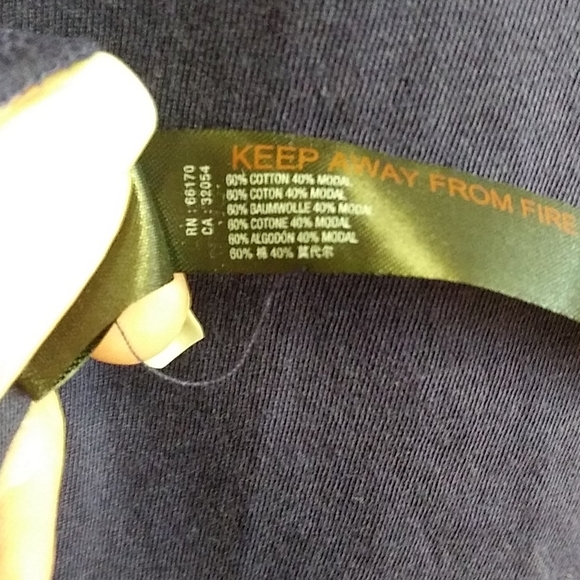 KEEP AWAY FROM FIRE
RN : 66170
CA : 32054
60% COTTON 40% MODAL
60% COTON 40% MODAL
60% BAUMWOLLE 40% MODAL
60% COTONE 40% MODAL
60% ALGODÓN 40% MODAL
60% 棉 40% 莫代尔